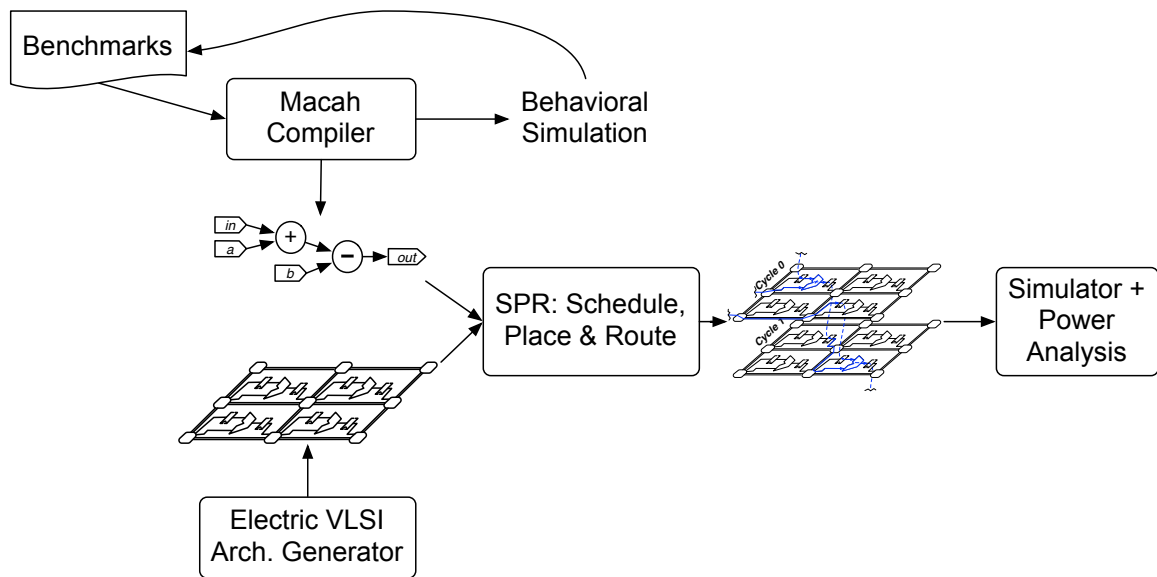 Benchmarks
Macah
Compiler
Behavioral
Simulation
in
a
+
b
−
out
SPR: Schedule,
Place & Route
Cycle 0
Cycle 1
Simulator +
Power
Analysis
Electric VLSI
Arch. Generator